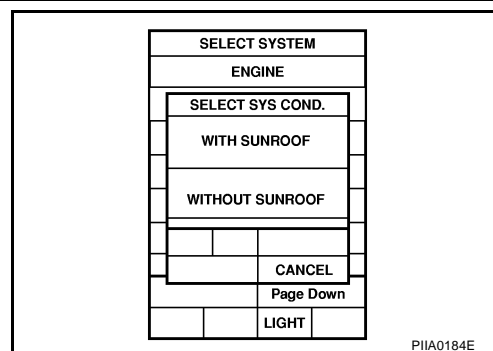 SELECT SYSTEM
ENGINE
SELECT SYS COND.
WITH SUNROOF
WITHOUT SUNROOF
CANCEL
Page Down
LIGHT
PIIA0184E